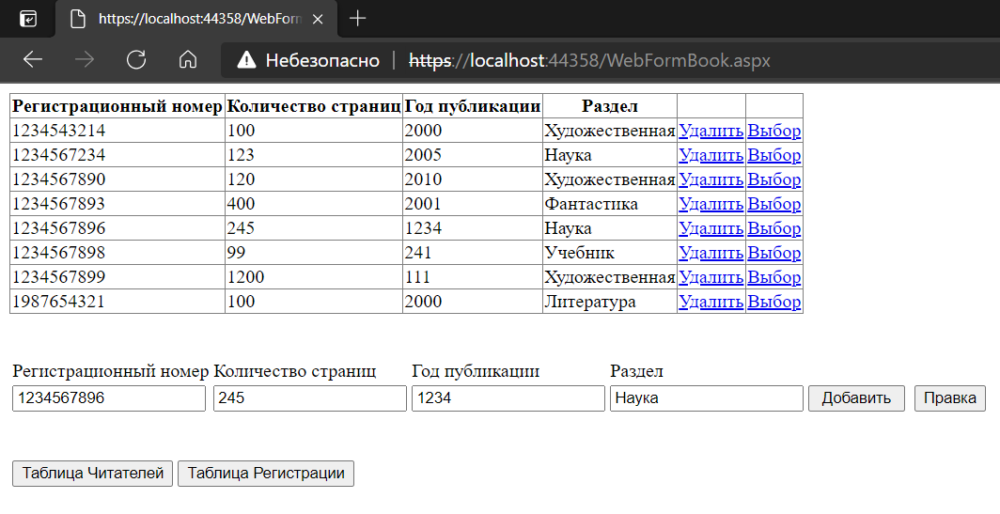 https://localhost:44358/WebForm
Небезопасно | https://localhost:44358/WebFormBook.aspx
Регистрационный номер Количество страниц Год публикации Раздел
1234543214 100 2000 Художественная Удалить Выбор
1234567234 123 2005 Наука Удалить Выбор
1234567890 120 2010 Художественная Удалить Выбор
1234567893 400 2001 Фантастика Удалить Выбор
1234567896 245 1234 Наука Удалить Выбор
1234567898 99 241 Учебник Удалить Выбор
1234567899 1200 111 Художественная Удалить Выбор
1987654321 100 2000 Литература Удалить Выбор
Регистрационный номер Количество страниц Год публикации Раздел
1234567896 245 1234 Наука Добавить Правка
Таблица Читателей Таблица Регистрации